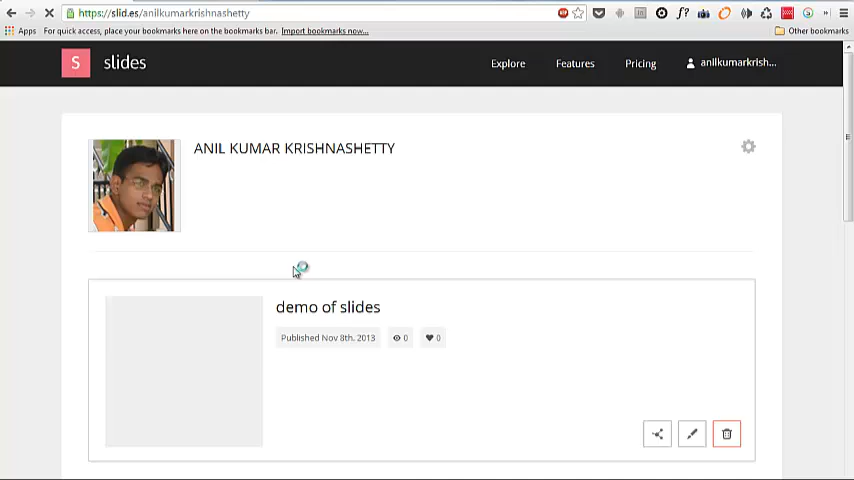 https://slid.es/anilkumarkrishnashetty
Apps For quick access, place your bookmarks here on the bookmarks bar. Import bookmarks now... Other bookmarks
S slides Explore Features Pricing anilkumarkrish...
ANIL KUMAR KRISHNASHETTY
demo of slides
Published Nov 8th, 2013 0 0